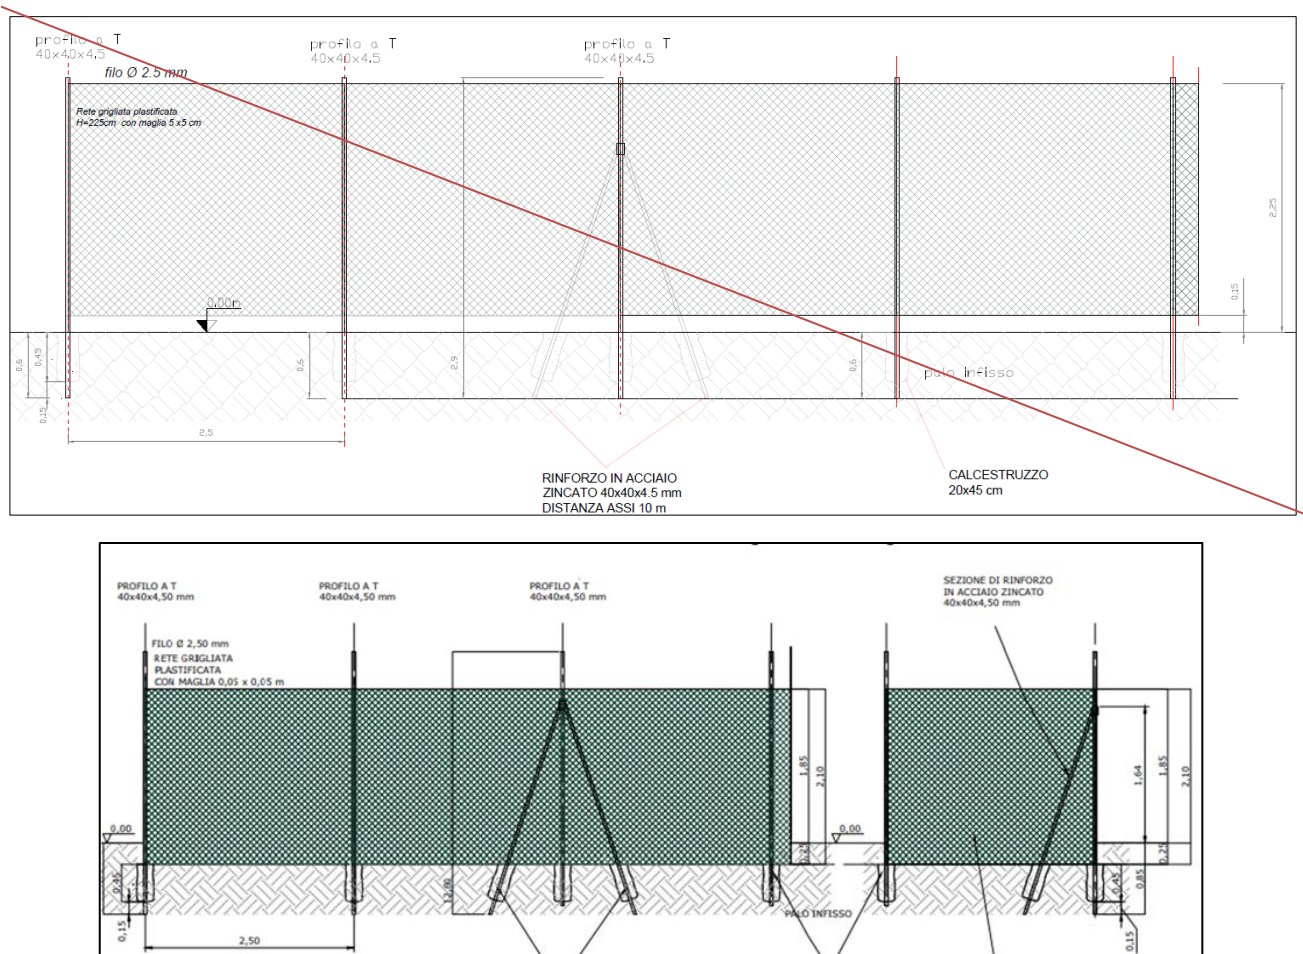 profilo a T
40x40x4.5
profilo a T
40x40x4.5
profilo a T
40x40x4.5
filo Ø 2.5 mm
Rete grigliata plastificata
H=225cm con maglia 5 x5 cm
2,25
0,00m
0,15
0,6
0,45
0,6
2,9
0,6
palo infisso
0,15
2,5
RINFORZO IN ACCIAIO
ZINCATO 40x40x4.5 mm
DISTANZA ASSI 10 m
CALCESTRUZZO
20x45 cm
PROFILO A T
40x40x4,50 mm
PROFILO A T
40x40x4,50 mm
PROFILO A T
40x40x4,50 mm
SEZIONE DI RINFORZO
IN ACCIAIO ZINCATO
40x40x4,50 mm
FILO Ø 2,50 mm
RETE GRIGLIATA
PLASTIFICATA
CON MAGLIA 0,05 x 0,05 m
1,85
2,10
1,64
1,85
2,10
0,00
0,00
0,25
0,25
0,45
0,45
0,85
PALO INFISSO
0,15
0,15
2,50